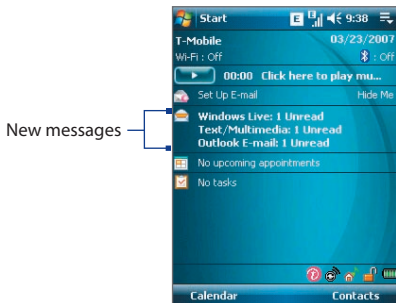 Start E 9:38
T-Mobile 03/23/2007
Wi-Fi : Off : Off
00:00 Click here to play mu...
Set Up E-mail Hide Me
New messages
Windows Live: 1 Unread
Text/Multimedia: 1 Unread
Outlook E-mail: 1 Unread
No upcoming appointments
No tasks
Calendar Contacts